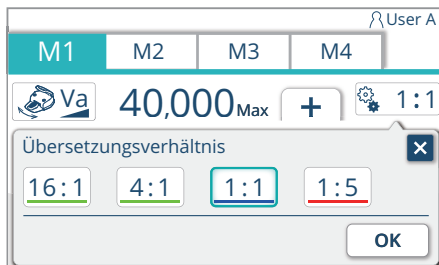 User A
M1 M2 M3 M4
Va 40,000 Max + 1:1
Übersetzungsverhältnis ×
16:1 4:1 1:1 1:5
OK